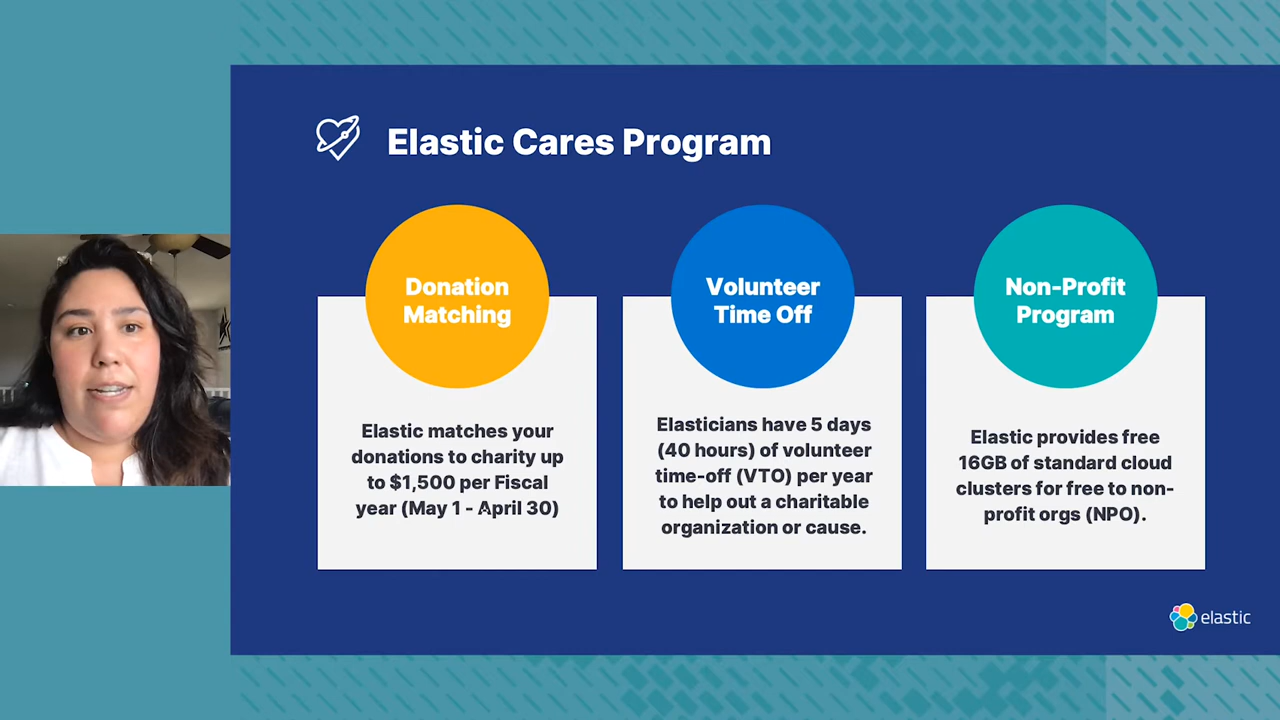 Elastic Cares Program
Donation
Matching
Elastic matches your
donations to charity up
to $1,500 per Fiscal
year (May 1 - April 30)
Volunteer
Time Off
Elasticians have 5 days
(40 hours) of volunteer
time-off (VTO) per year
to help out a charitable
organization or cause.
Non-Profit
Program
Elastic provides free
16GB of standard cloud
clusters for free to non-
profit orgs (NPO).
elastic